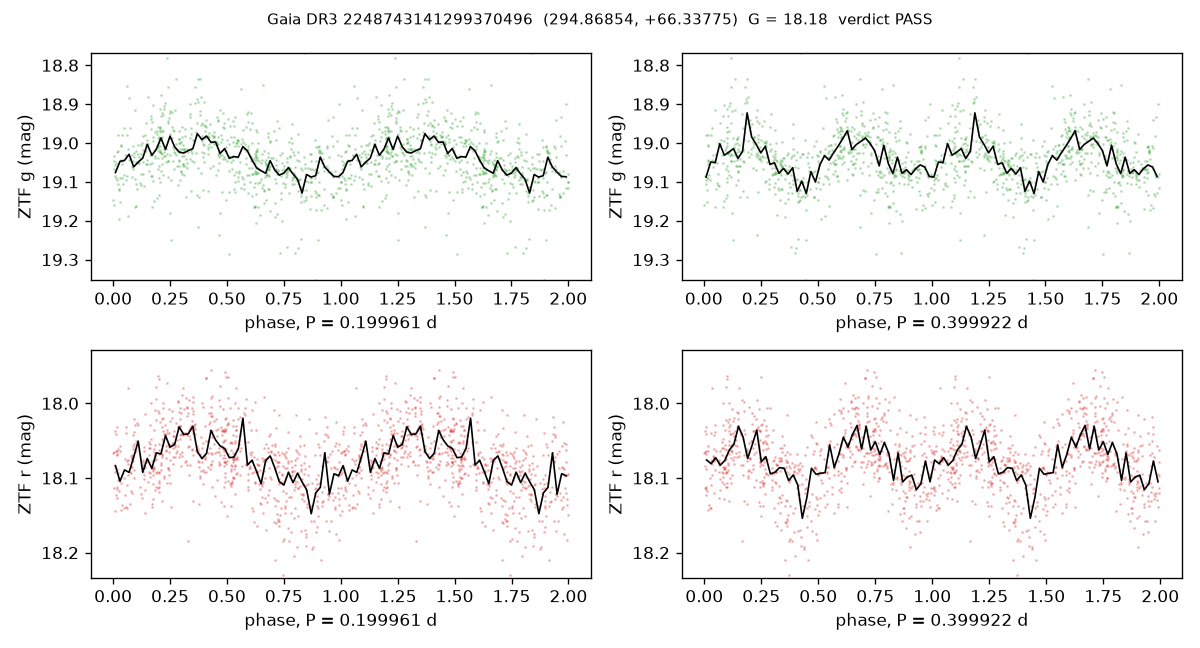 Gaia DR3 2248743141299370496 (294.86854, +66.33775) G = 18.18 verdict PASS
ZTF g (mag)
18.8
18.9
19.0
19.1
19.2
19.3
0.00 0.25 0.50 0.75 1.00 1.25 1.50 1.75 2.00
phase, P = 0.199961 d
ZTF g (mag)
18.8
18.9
19.0
19.1
19.2
19.3
0.00 0.25 0.50 0.75 1.00 1.25 1.50 1.75 2.00
phase, P = 0.399922 d
ZTF r (mag)
18.0
18.1
18.2
0.00 0.25 0.50 0.75 1.00 1.25 1.50 1.75 2.00
phase, P = 0.199961 d
ZTF r (mag)
18.0
18.1
18.2
0.00 0.25 0.50 0.75 1.00 1.25 1.50 1.75 2.00
phase, P = 0.399922 d